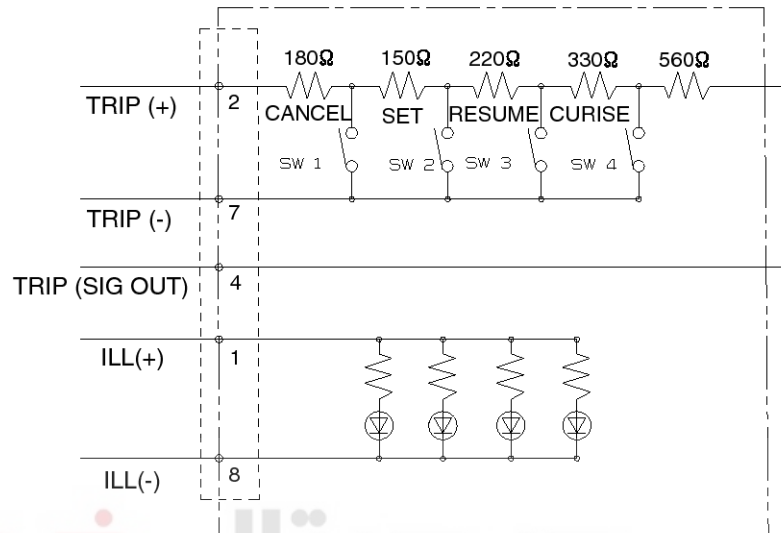 180Ω 150Ω 220Ω 330Ω 560Ω
TRIP (+) 2 CANCEL SET RESUME CURISE
SW 1 SW 2 SW 3 SW 4
TRIP (-) 7
TRIP (SIG OUT) 4
ILL(+) 1
ILL(-) 8